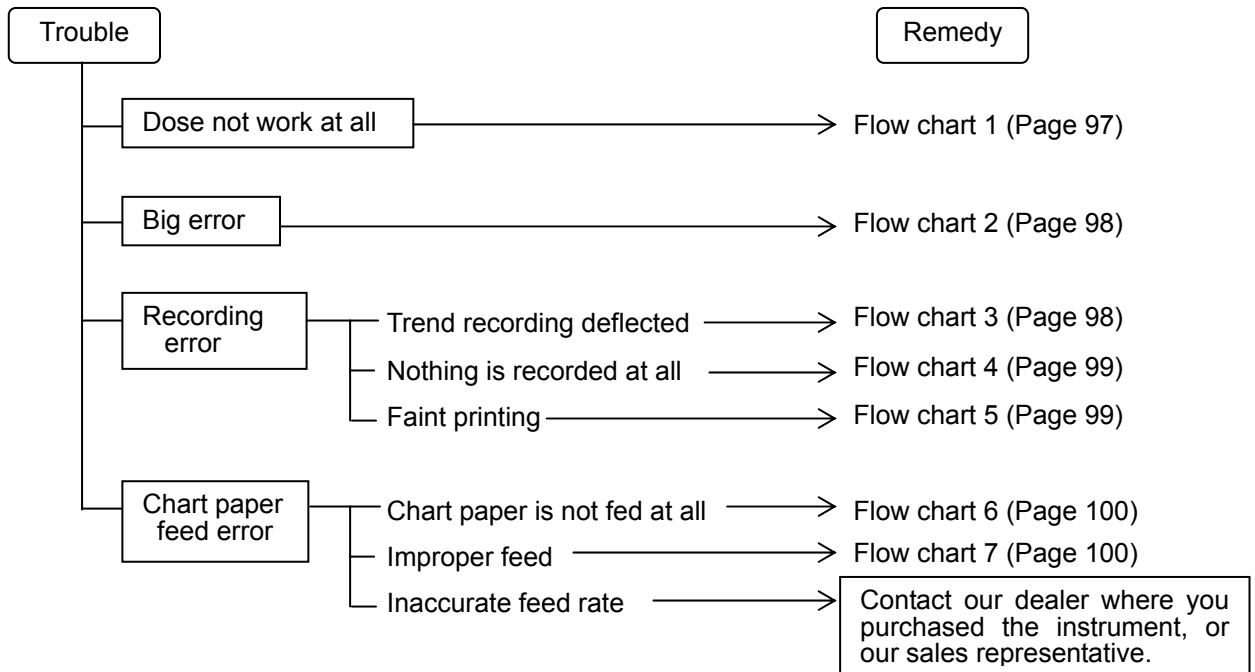 Trouble
Remedy
Dose not work at all
Flow chart 1 (Page 97)
Big error
Flow chart 2 (Page 98)
Recording
error
Trend recording deflected
Flow chart 3 (Page 98)
Nothing is recorded at all
Flow chart 4 (Page 99)
Faint printing
Flow chart 5 (Page 99)
Chart paper
feed error
Chart paper is not fed at all
Flow chart 6 (Page 100)
Improper feed
Flow chart 7 (Page 100)
Inaccurate feed rate
Contact our dealer where you
purchased the instrument, or
our sales representative.